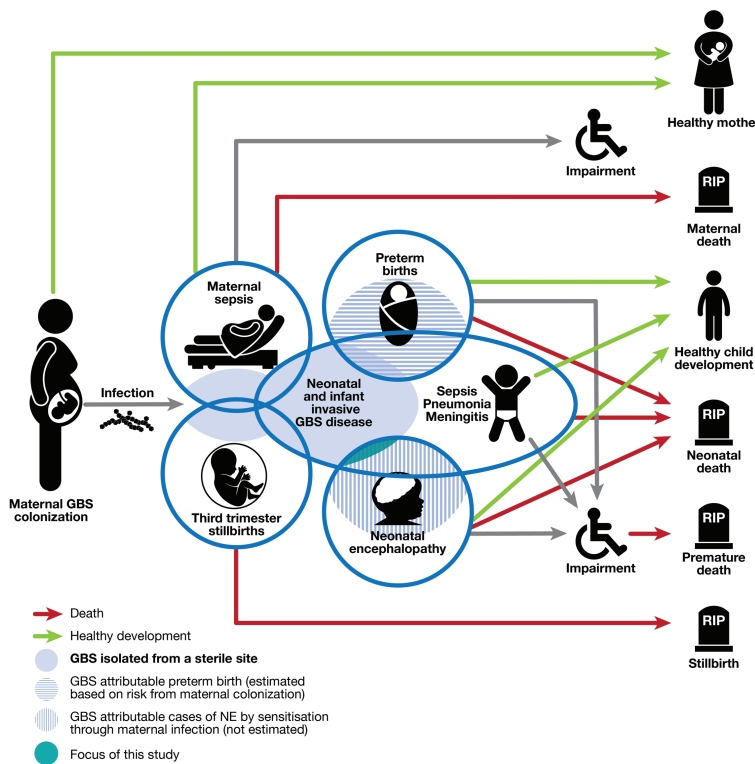 Healthy mothe
Impairment
RIP
Maternal
death
Preterm
births
Maternal
sepsis
Healthy child
development
Infection
Neonatal
and infant
invasive
GBS disease
Sepsis
Pneumonia
Meningitis
RIP
Neonatal
death
Maternal GBS
colonization
Third trimester
stillbirths
Neonatal
encephalopathy
Impairment
RIP
Premature
death
RIP
Stillbirth
Death
Healthy development
GBS isolated from a sterile site
GBS attributable preterm birth (estimated
based on risk from maternal colonization)
GBS attributable cases of NE by sensitisation
through maternal infection (not estimated)
Focus of this study